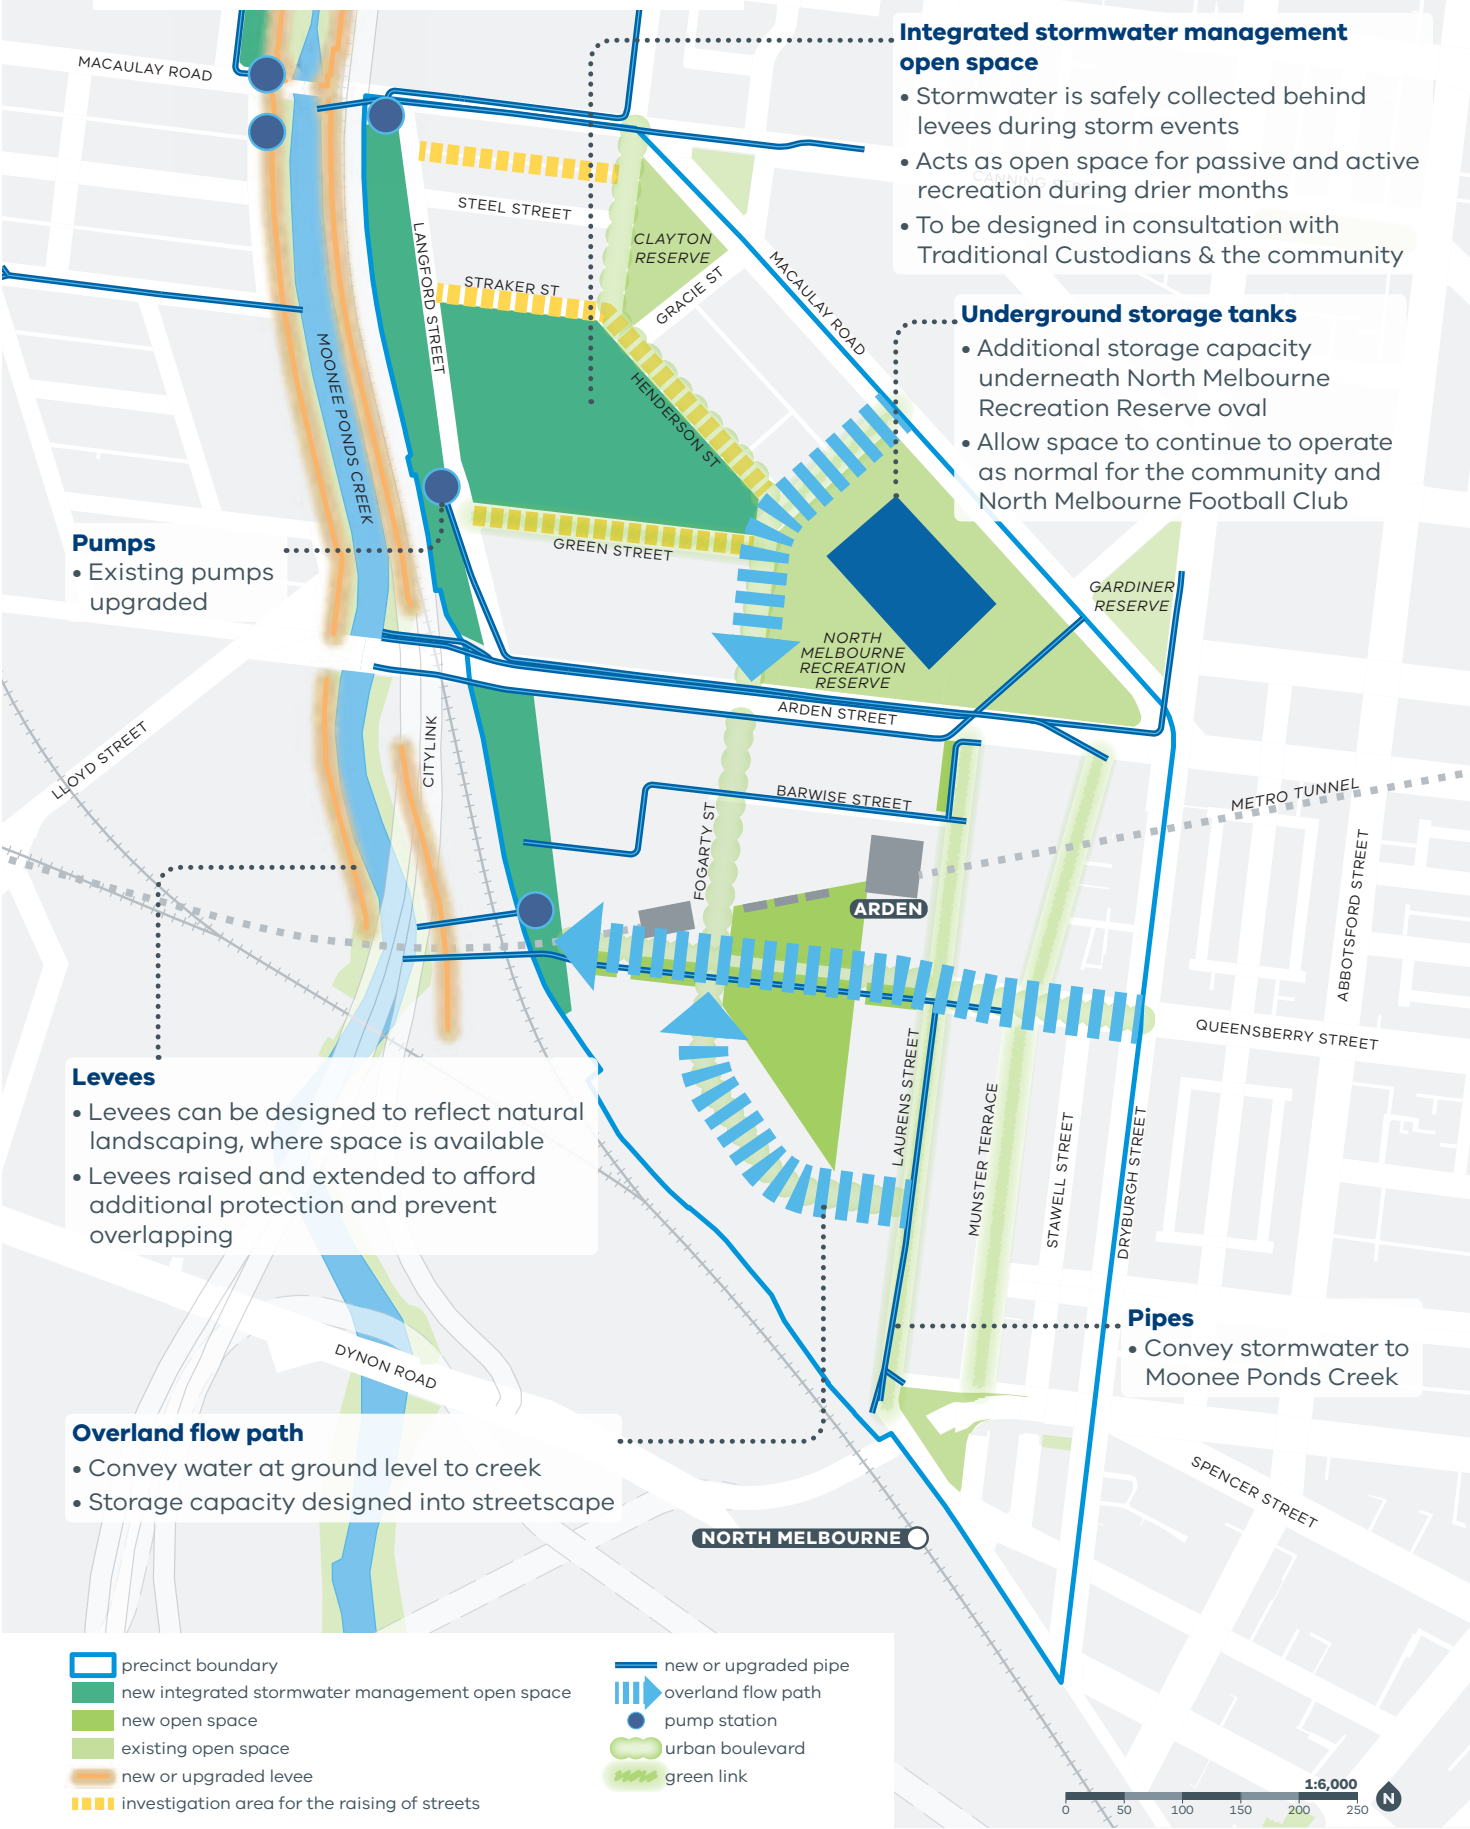 MACAULAY ROAD
Integrated stormwater management
open space
• Stormwater is safely collected behind
levees during storm events
• Acts as open space for passive and active
recreation during drier months
• To be designed in consultation with
Traditional Custodians & the community
CANNING
STEEL STREET
CLAYTON
RESERVE
LANGFORD STREET
STRAKER ST
GRACIE ST
MACAULAY ROAD
Underground storage tanks
• Additional storage capacity
underneath North Melbourne
Recreation Reserve oval
• Allow space to continue to operate
as normal for the community and
North Melbourne Football Club
MOONEE PONDS CREEK
HENDERSON ST
Pumps
• Existing pumps
upgraded
GREEN STREET
GARDINER
RESERVE
NORTH
MELBOURNE
RECREATION
RESERVE
ARDEN STREET
LLOYD STREET
CITYLINK
BARWISE STREET
METRO TUNNEL
FOGARTY ST
ARDEN
ABBOTSFORD STREET
QUEENSBERRY STREET
Levees
• Levees can be designed to reflect natural
landscaping, where space is available
• Levees raised and extended to afford
additional protection and prevent
overlapping
LAURENS STREET
MUNSTER TERRACE
STAWELL STREET
DRYBURGH STREET
Pipes
• Convey stormwater to
Moonee Ponds Creek
DYNON ROAD
Overland flow path
• Convey water at ground level to creek
• Storage capacity designed into streetscape
SPENCER STREET
NORTH MELBOURNE
precinct boundary
new integrated stormwater management open space
new open space
existing open space
new or upgraded levee
investigation area for the raising of streets
new or upgraded pipe
overland flow path
pump station
urban boulevard
green link
1:6,000
0 50 100 150 200 250
N